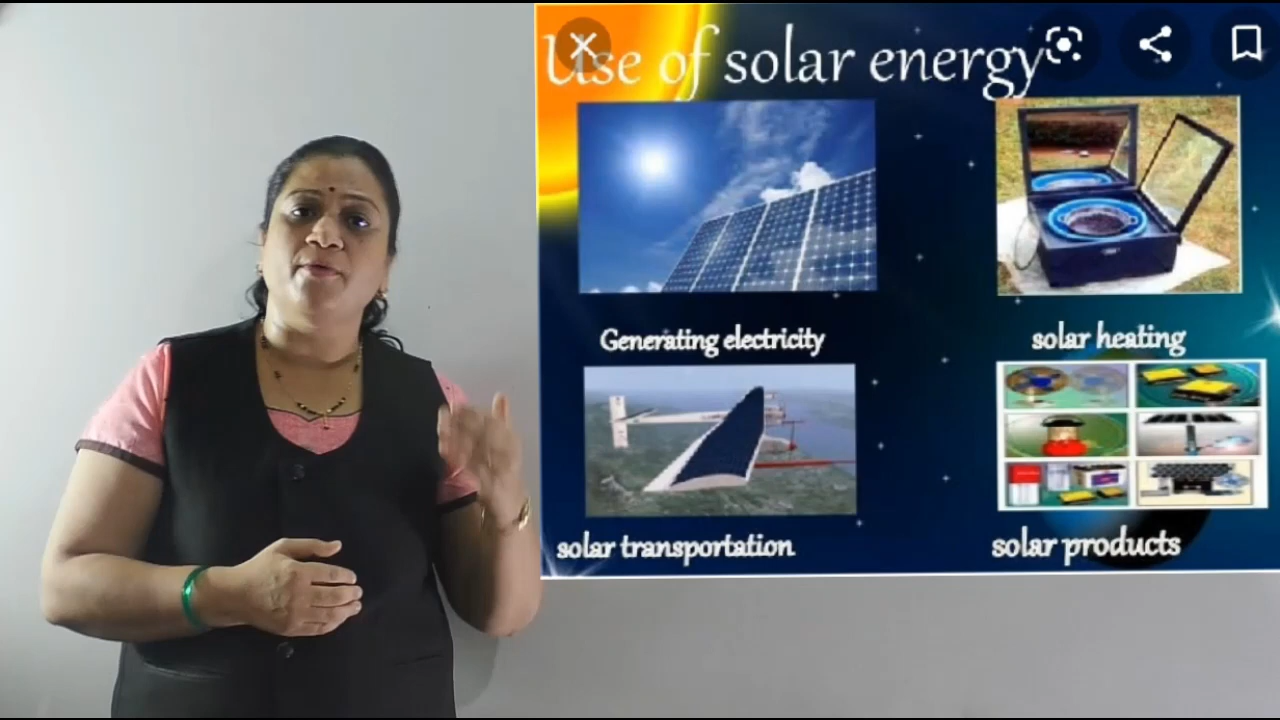 Use of solar energy
Generating electricity
solar heating
solar transportation
solar products